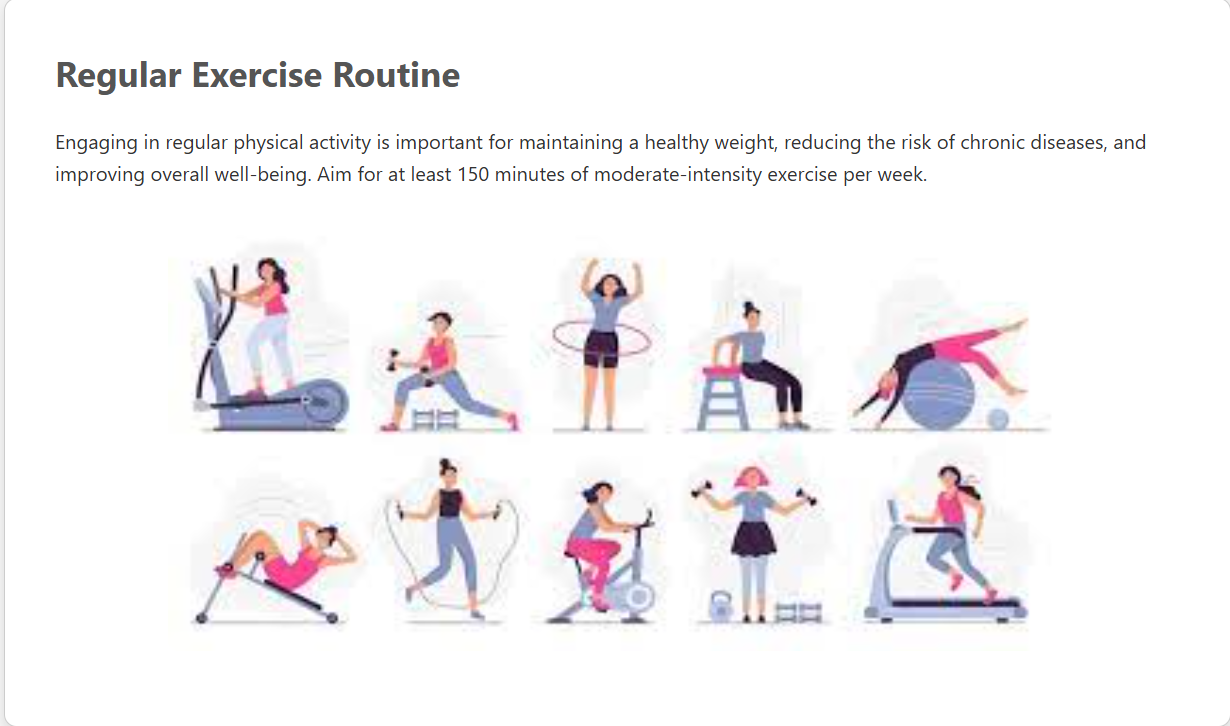 Regular Exercise Routine
Engaging in regular physical activity is important for maintaining a healthy weight, reducing the risk of chronic diseases, and
improving overall well-being. Aim for at least 150 minutes of moderate-intensity exercise per week.